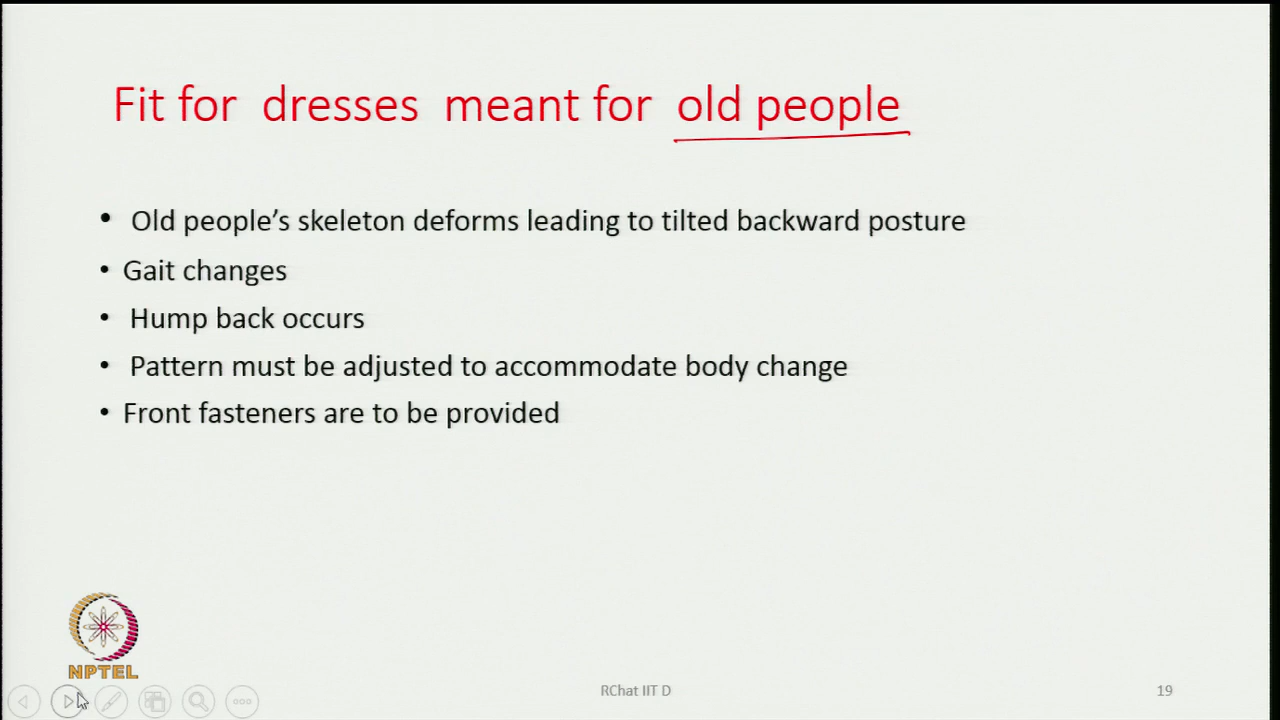 Fit for dresses meant for old people
• Old people's skeleton deforms leading to tilted backward posture
• Gait changes
• Hump back occurs
• Pattern must be adjusted to accommodate body change
• Front fasteners are to be provided
NPTEL
RChat IIT D
19